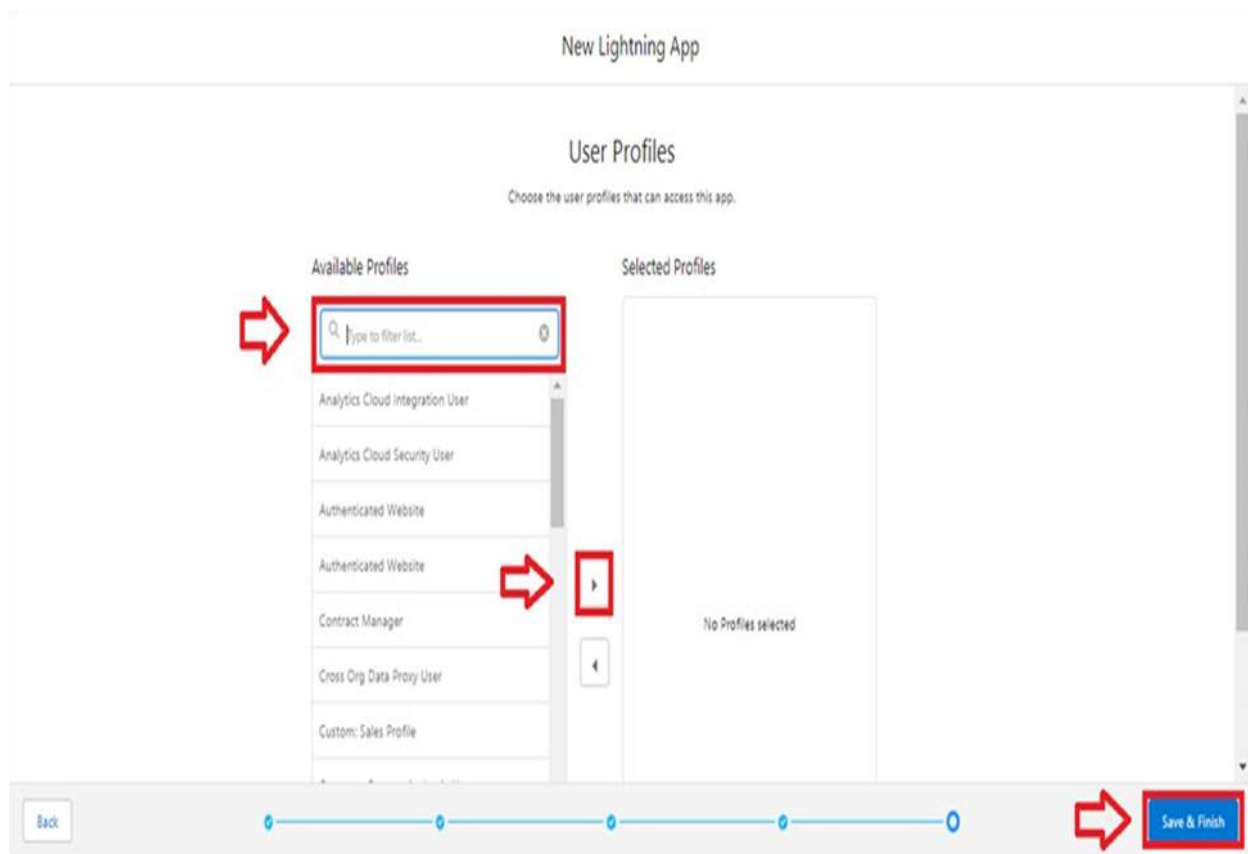 New Lightning App
User Profiles
Choose the user profiles that can access this app.
Available Profiles
Selected Profiles
Type to filter list...
Analytics Cloud Integration User
Analytics Cloud Security User
Authenticated Website
Authenticated Website
Contract Manager
No Profiles selected
Cross Org Data Proxy User
Custom: Sales Profile
Back
Save & Finish